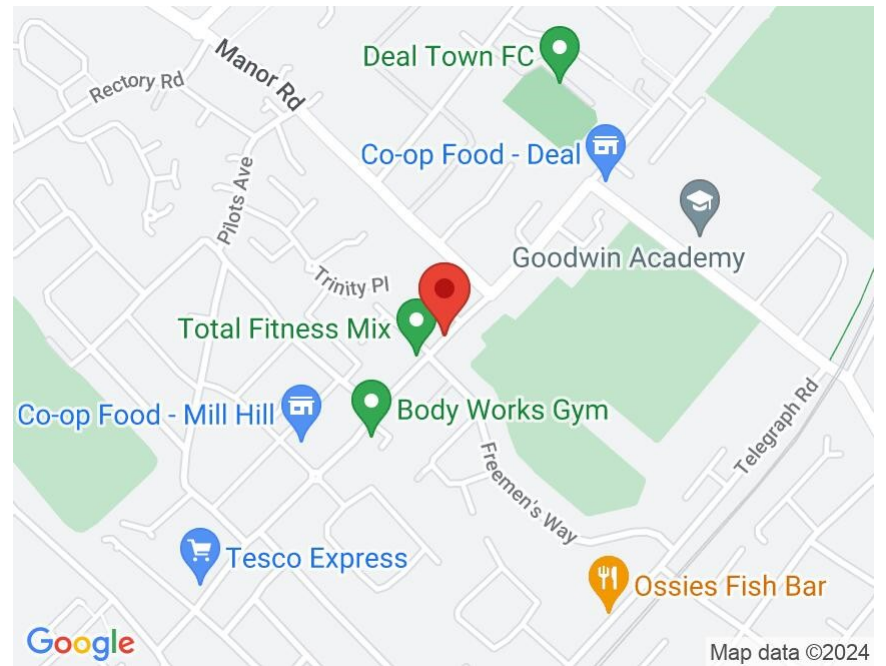 Deal Town FC
Manor Rd
Rectory Rd
Co-op Food - Deal
Pilots Ave
Goodwin Academy
Trinity Pl
Total Fitness Mix
Co-op Food - Mill Hill
Body Works Gym
Telegraph Rd
Freemen's Way
Tesco Express
Ossies Fish Bar
Google
Map data ©2024